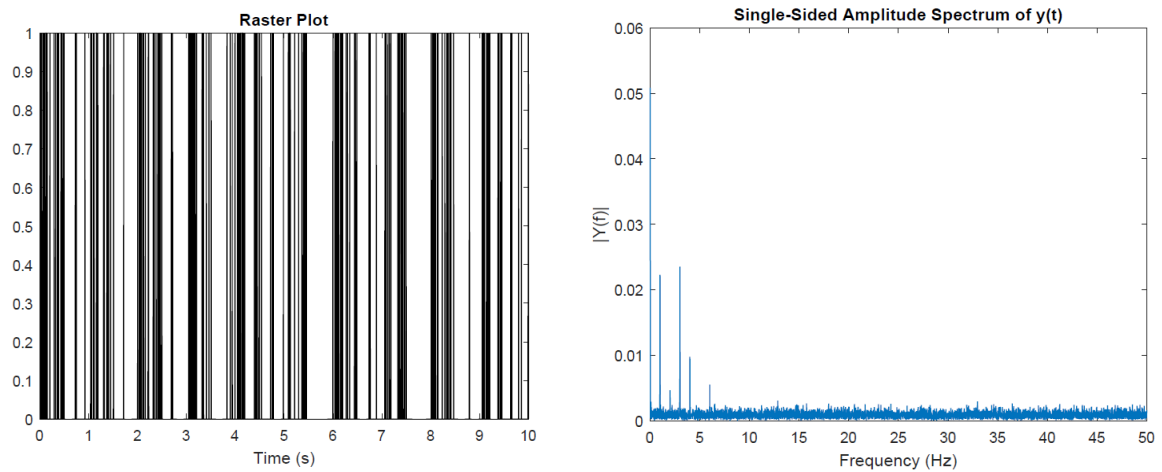 Raster Plot
1
0.9
0.8
0.7
0.6
0.5
0.4
0.3
0.2
0.1
0
0 1 2 3 4 5 6 7 8 9 10
Time (s)
Single-Sided Amplitude Spectrum of y(t)
0.06
0.05
0.04
0.03
0.02
0.01
0
|Y(f)|
0 5 10 15 20 25 30 35 40 45 50
Frequency (Hz)